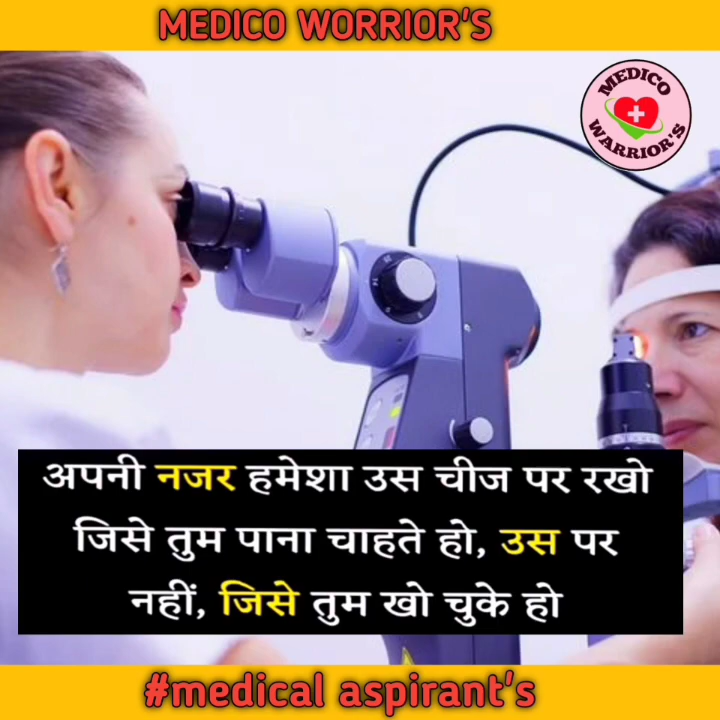 MEDICO WORRIOR'S
MEDICO
WARRIOR'S
अपनी नजर हमेशा उस चीज पर रखो
जिसे तुम पाना चाहते हो, उस पर
नहीं, जिसे तुम खो चुके हो
#medical aspirant's